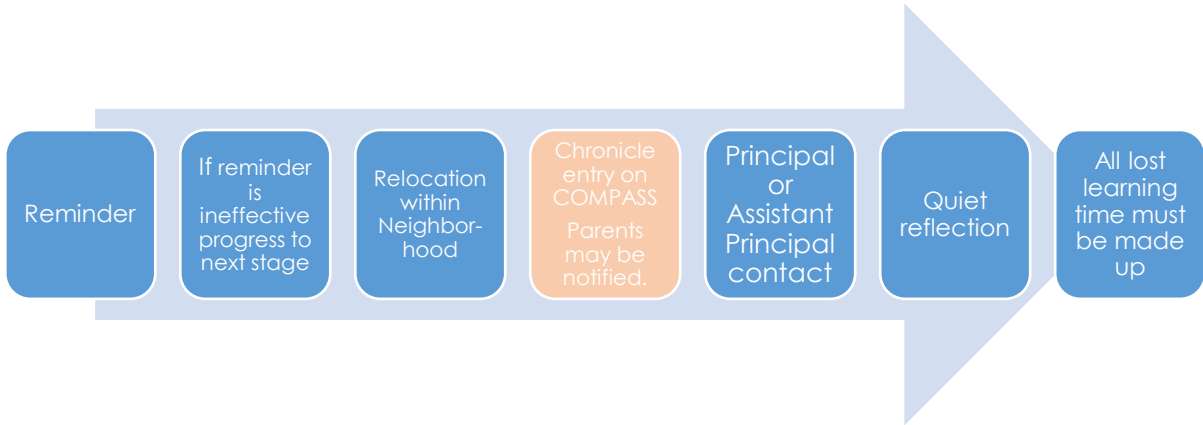 Reminder
If reminder
is
ineffective
progress to
next stage
Relocation
within
Neighbor-
hood
Chronicle
entry on
COMPASS
Parents
may be
notified.
Principal
or
Assistant
Principal
contact
Quiet
reflection
All lost
learning
time must
be made
up